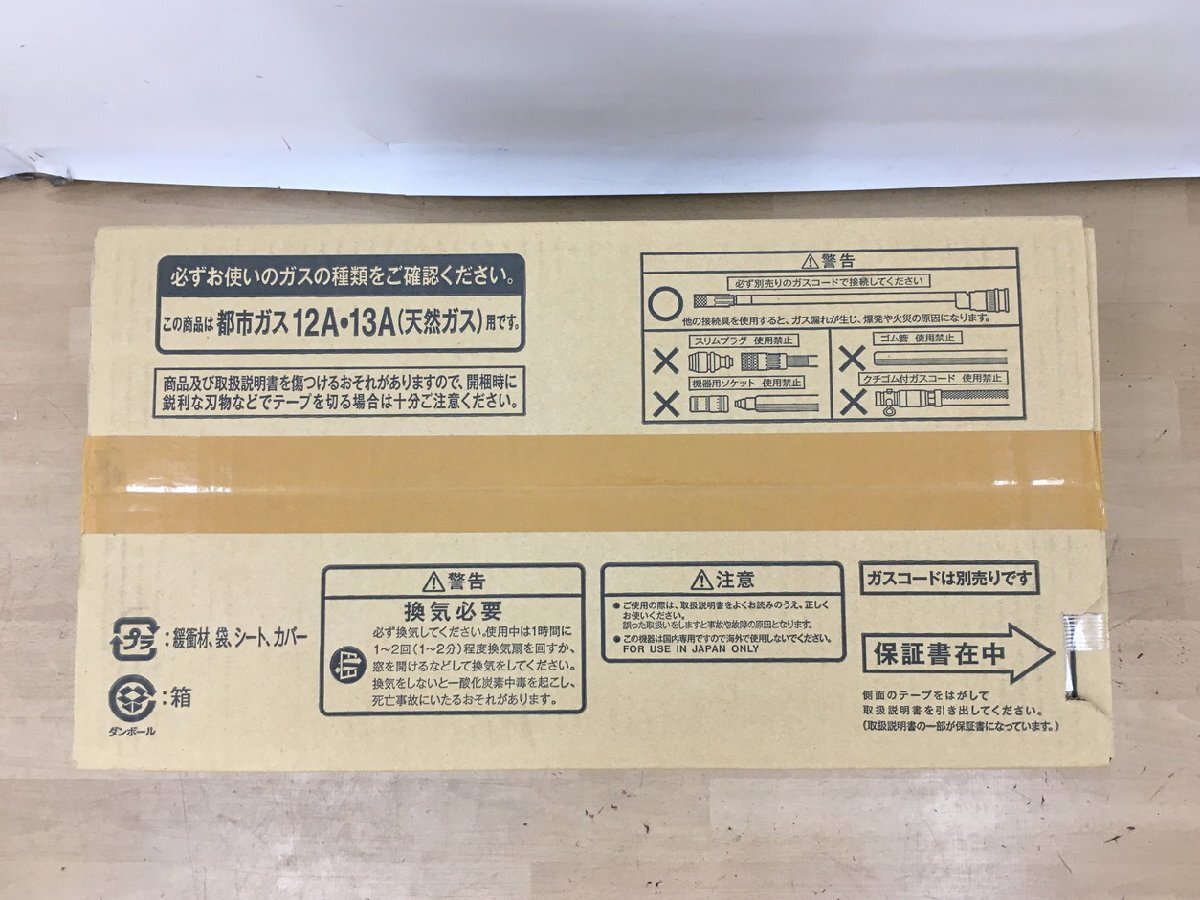 必ずお使いのガスの種類をご確認ください。
この商品は 都市ガス 12A・13A(天然ガス) 用です。
商品及び取扱説明書を傷つけるおそれがありますので、開梱時に
鋭利な刃物などでテープを切る場合は十分ご注意ください。
⚠警告
必ず別売りのガスコードで接続してください
他の接続具を使用すると、ガス漏れが生じ、爆発や火災の原因になります。
スリムプラグ 使用禁止
ゴム管 使用禁止
機器用ソケット 使用禁止
クチゴム付ガスコード 使用禁止
プラ
:緩衝材、袋、シート、カバー
:箱
ダンボール
⚠警告
換気必要
必ず換気してください。使用中は1時間に
1~2回(1~2分)程度換気扇を回すか、
窓を開けるなどして換気をしてください。
換気をしないと一酸化炭素中毒を起こし、
死亡事故にいたるおそれがあります。
⚠注意
●ご使用の際は、取扱説明書をよくお読みのうえ、正しく
お使いください。
誤った取扱いをしますと事故や故障の原因となります。
●この機器は国内専用ですので海外で使用しないでください。
FOR USE IN JAPAN ONLY
ガスコードは別売りです
保証書在中
側面のテープをはがして
取扱説明書を引き出してください。
(取扱説明書の一部が保証書になっています。)